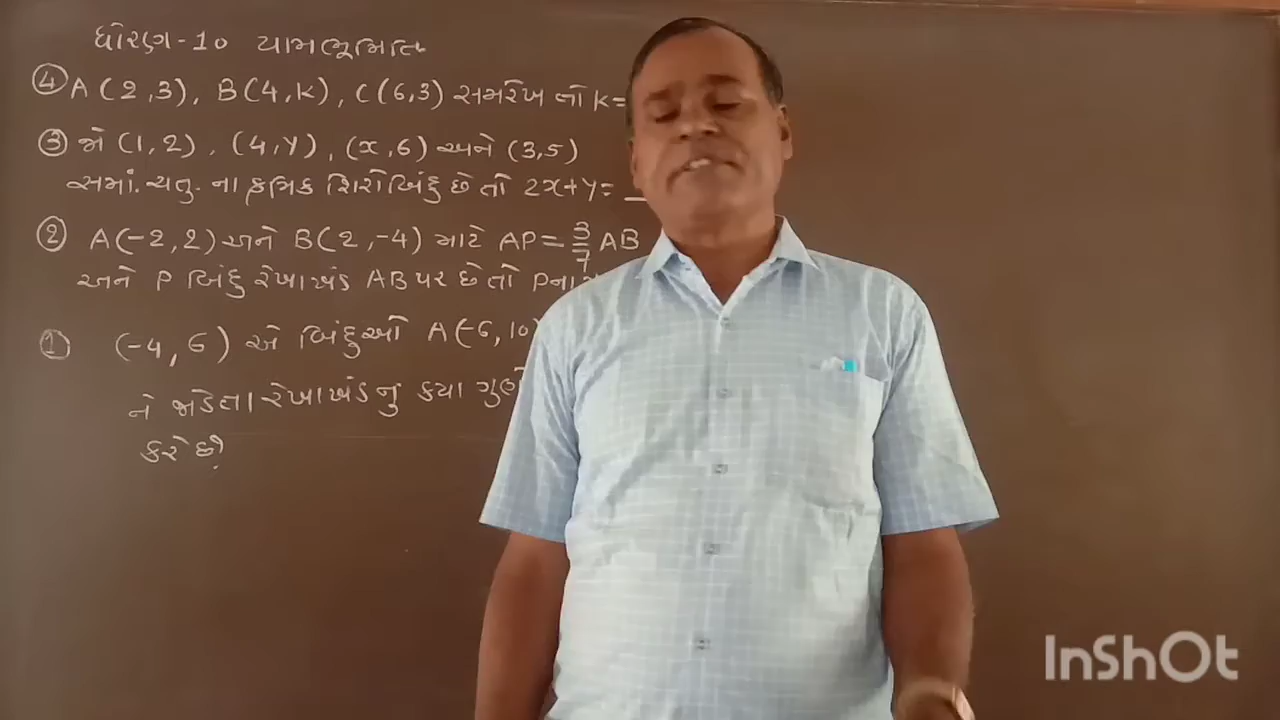 ધોરણ-10 યામભૂમિતિ
④ A(2,3), B(4,K), C(6,3) સમરેખ તો K=
③ જો (1,2), (4,Y), (x,6) અને (3,5)
સમાં.ચતુ. ના ક્રમિક શિરોબિંદુ છે તો 2x+Y=
② A(-2,2) અને B(2,-4) માટે AP=3/7 AB
અને P બિંદુ રેખાખંડ AB પર છે તો P ના
① (-4,6) એ બિંદુઓ A(-6,10)
ને જોડતા રેખાખંડનું કયા
કરે છે?
InShOt